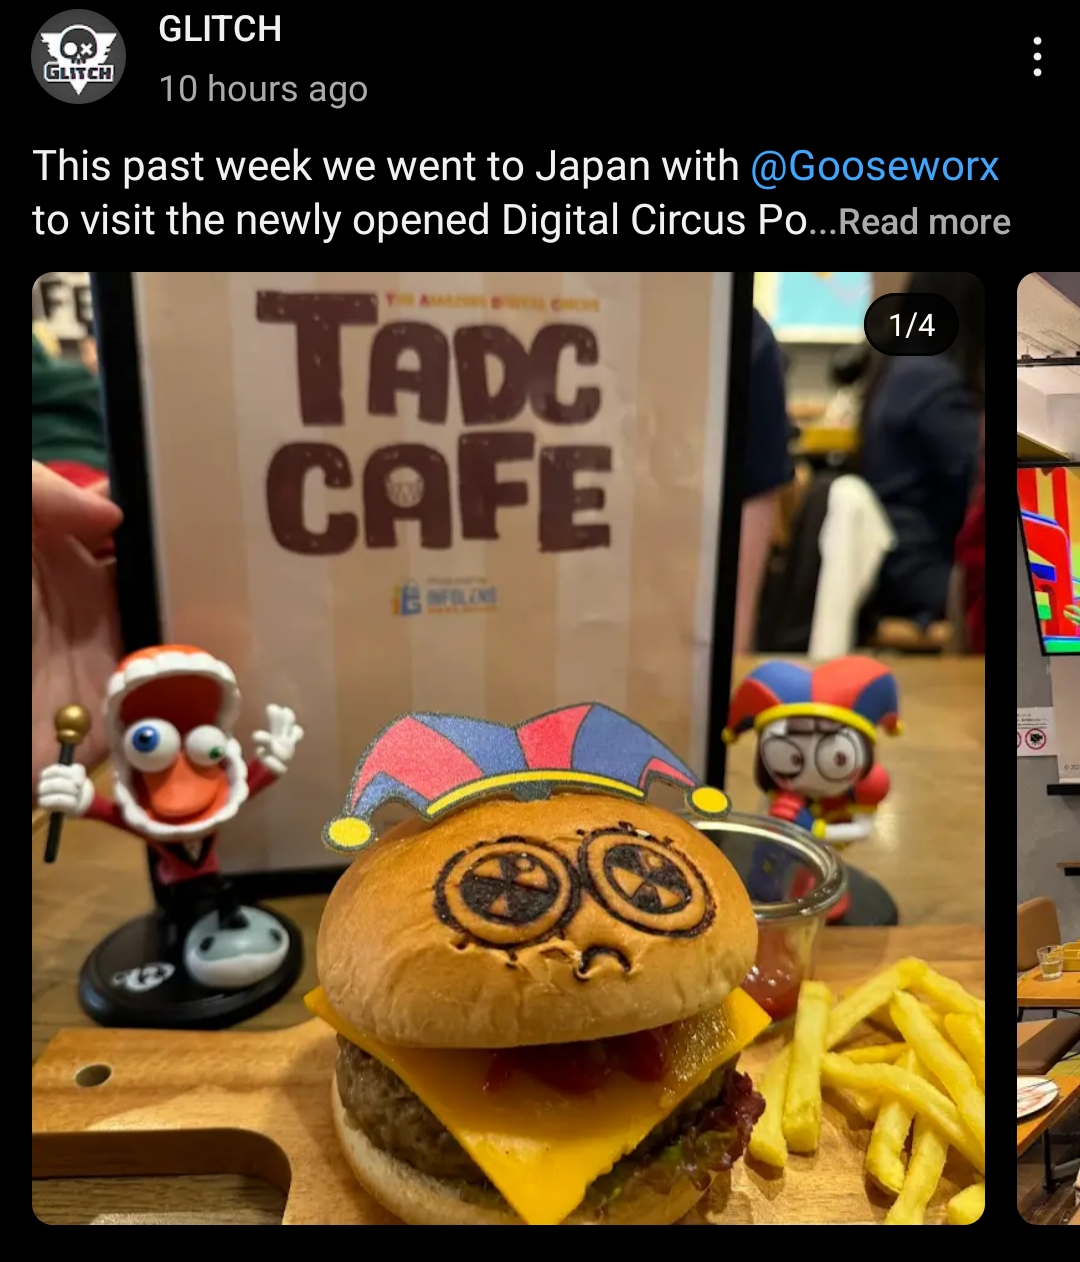 GLITCH
GLITCH
10 hours ago
This past week we went to Japan with @Gooseworx
to visit the newly opened Digital Circus Po...Read more
1/4
THE AMAZING DIGITAL CIRCUS
TADC
CAFE